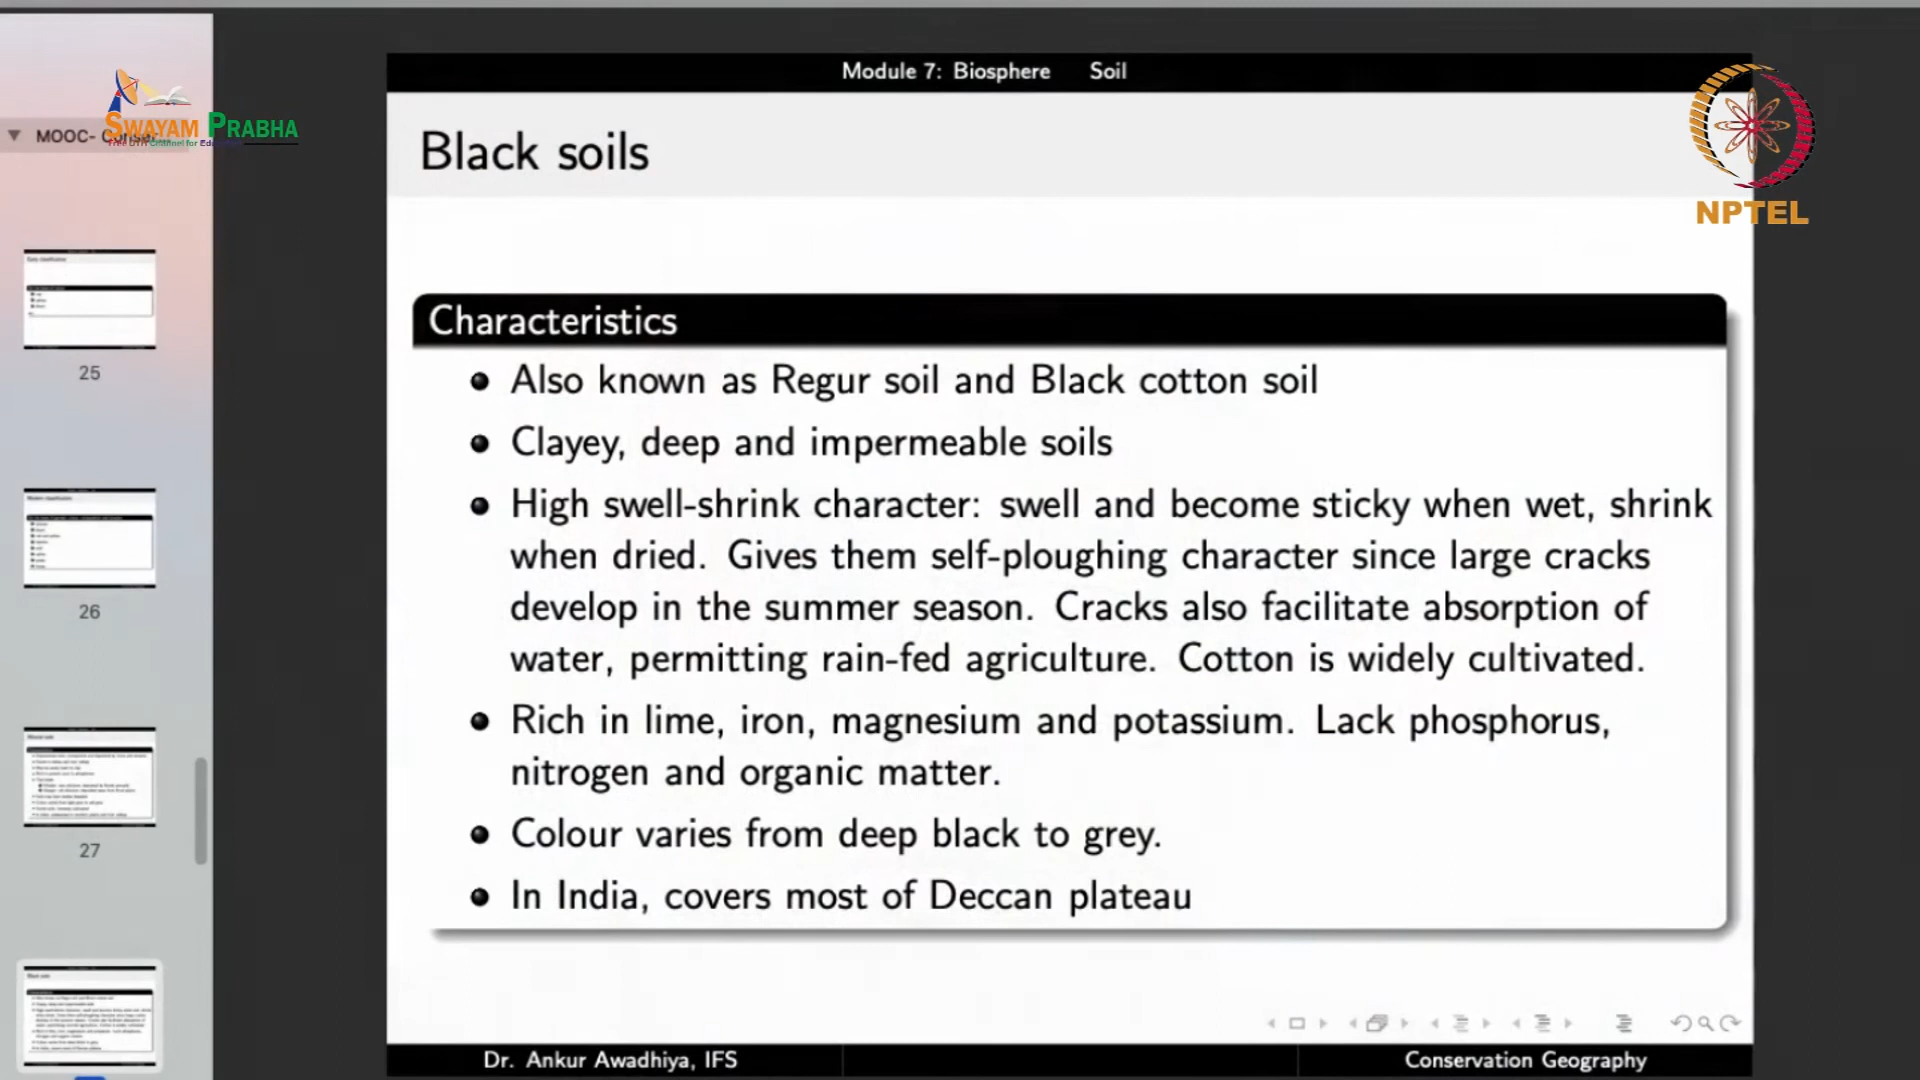 Module 7: Biosphere Soil
SWAYAM PRABHA
MOOC-
NPTEL
Black soils
Characteristics
Also known as Regur soil and Black cotton soil
Clayey, deep and impermeable soils
High swell-shrink character: swell and become sticky when wet, shrink
when dried. Gives them self-ploughing character since large cracks
develop in the summer season. Cracks also facilitate absorption of
water, permitting rain-fed agriculture. Cotton is widely cultivated.
Rich in lime, iron, magnesium and potassium. Lack phosphorus,
nitrogen and organic matter.
Colour varies from deep black to grey.
In India, covers most of Deccan plateau
25
26
27
Dr. Ankur Awadhiya, IFS
Conservation Geography